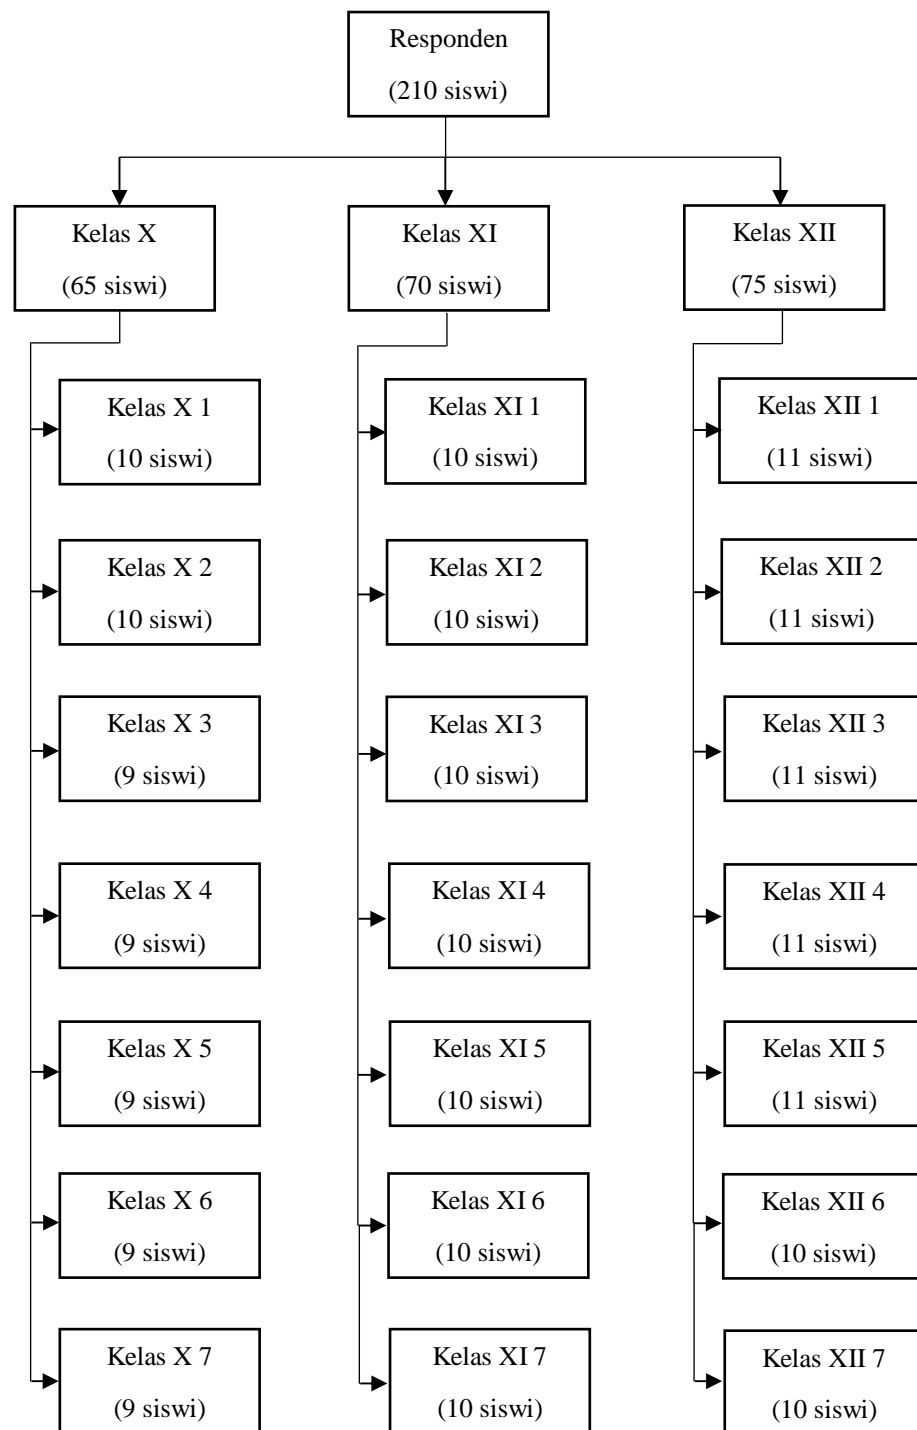 Responden
(210 siswi)
Kelas X
(65 siswi)
Kelas XI
(70 siswi)
Kelas XII
(75 siswi)
Kelas X 1
(10 siswi)
Kelas XI 1
(10 siswi)
Kelas XII 1
(11 siswi)
Kelas X 2
(10 siswi)
Kelas XI 2
(10 siswi)
Kelas XII 2
(11 siswi)
Kelas X 3
(9 siswi)
Kelas XI 3
(10 siswi)
Kelas XII 3
(11 siswi)
Kelas X 4
(9 siswi)
Kelas XI 4
(10 siswi)
Kelas XII 4
(11 siswi)
Kelas X 5
(9 siswi)
Kelas XI 5
(10 siswi)
Kelas XII 5
(11 siswi)
Kelas X 6
(9 siswi)
Kelas XI 6
(10 siswi)
Kelas XII 6
(10 siswi)
Kelas X 7
(9 siswi)
Kelas XI 7
(10 siswi)
Kelas XII 7
(10 siswi)